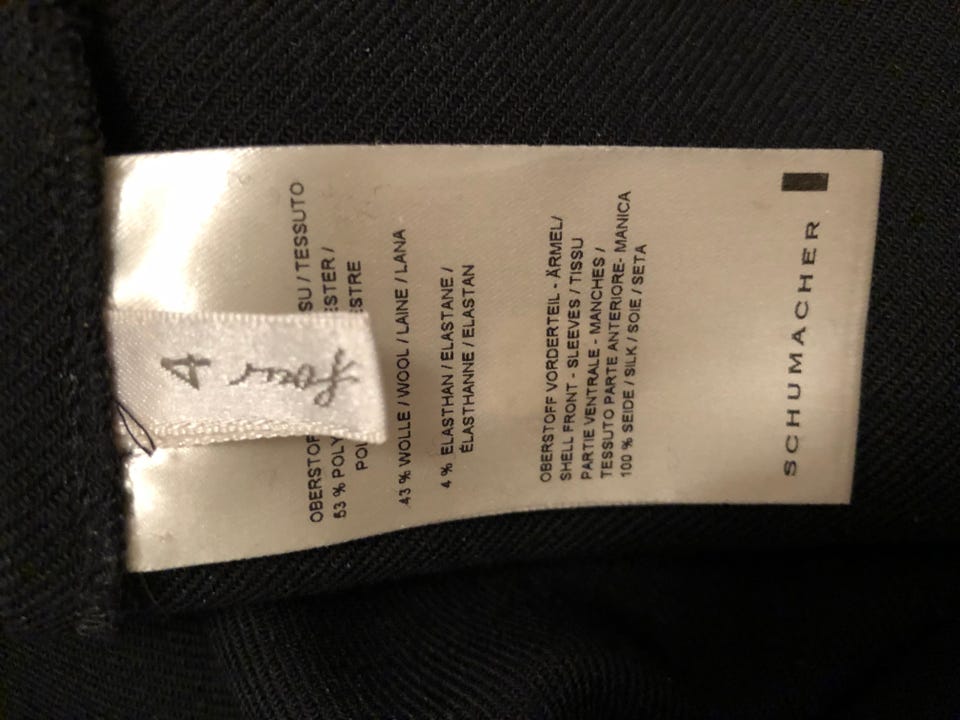 4
OBERSTOF SU / TESSUTO
53 % POLY ESTER /
POL ESTRE
43 % WOLLE / WOOL / LAINE / LANA
4 % ELASTHAN / ELASTANE /
ÉLASTHANNE / ELASTAN
OBERSTOFF VORDERTEIL - ÄRMEL/
SHELL FRONT - SLEEVES / TISSU
PARTIE VENTRALE - MANCHES /
TESSUTO PARTE ANTERIORE- MANICA
100 % SEIDE / SILK / SOIE / SETA
SCHUMACHER